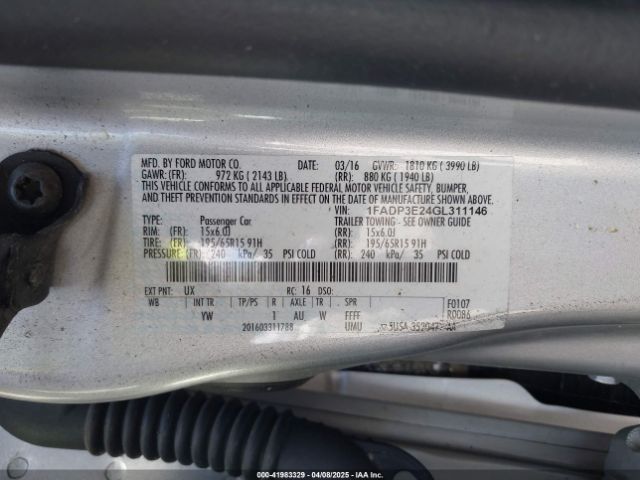 MFD. BY FORD MOTOR CO. DATE: 03/16 GVWR: 1810 KG ( 3990 LB)
GAWR: (FR): 972 KG ( 2143 LB) (RR): 880 KG ( 1940 LB)
THIS VEHICLE CONFORMS TO ALL APPLICABLE FEDERAL MOTOR VEHICLE SAFETY, BUMPER,
AND THEFT PREVENTION STANDARDS IN EFFECT ON THE DATE OF MANUFACTURE SHOWN ABOVE.
VIN: 1FADP3E24GL311146
TYPE: Passenger Car TRAILER TOWING - SEE OWNER GUIDE
RIM: (FR): 15x6.0J (RR): 15x6.0J
TIRE: (FR): 195/65R15 91H (RR): 195/65R15 91H
PRESSURE: (FR): 240 kPa/ 35 PSI COLD (RR): 240 kPa/ 35 PSI COLD
EXT PNT: UX RC: 16 DSO:
WB INT TR TP/PS R AXLE TR SPR F0107
YW 1 AU W FFFF R0086
201603311788 UMU
000-41983329 - 04/08/2025 - IAA, Inc.